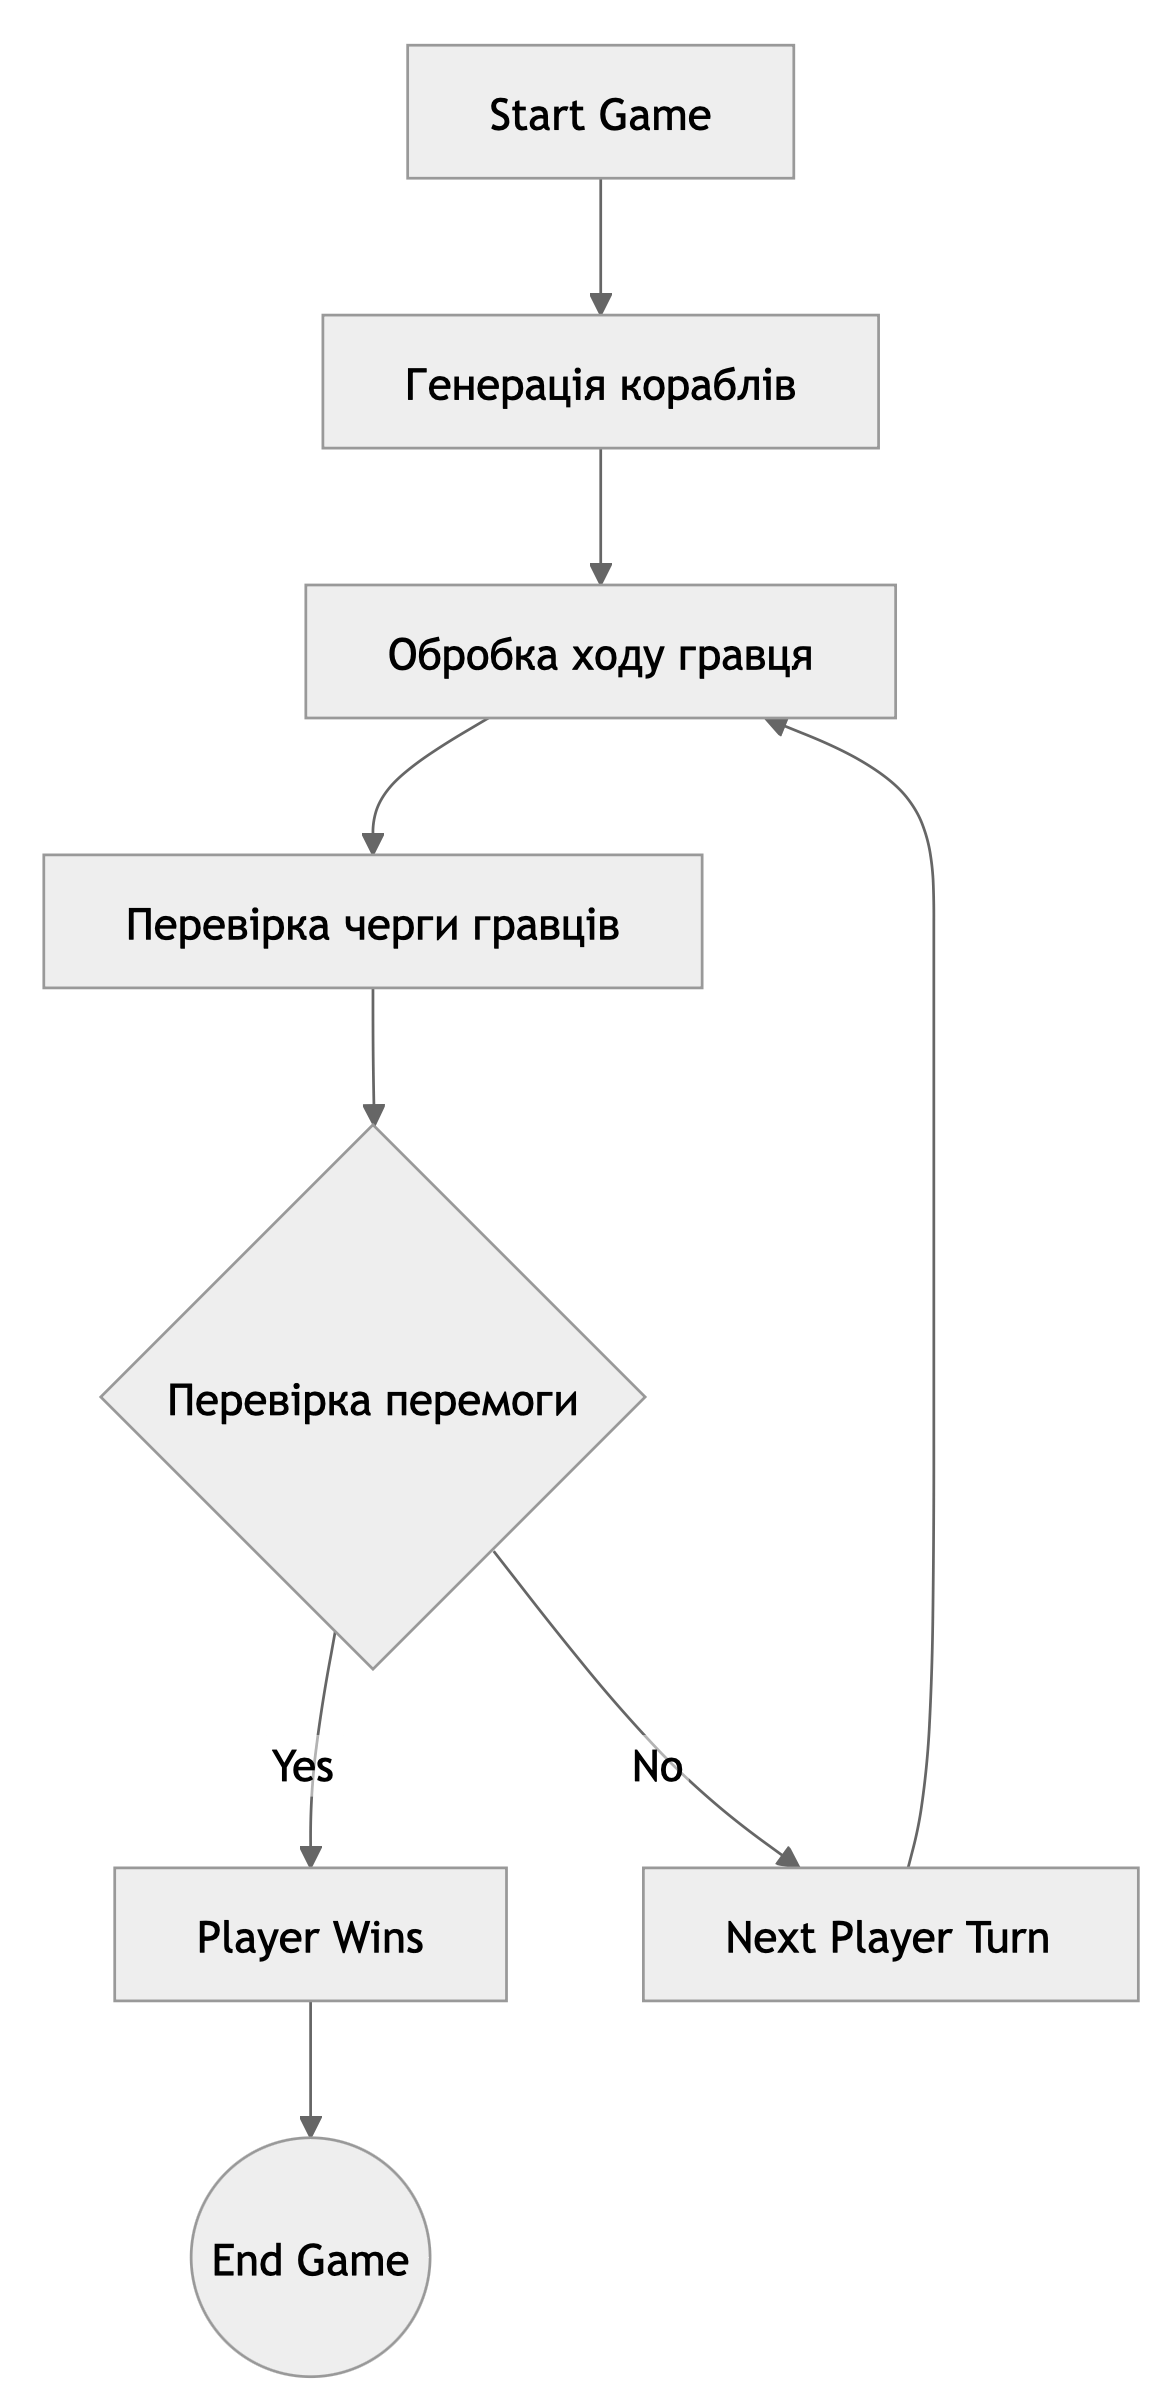 Start Game
Генерація кораблів
Обробка ходу гравця
Перевірка черги гравців
Перевірка перемоги
Yes
No
Player Wins
Next Player Turn
End Game